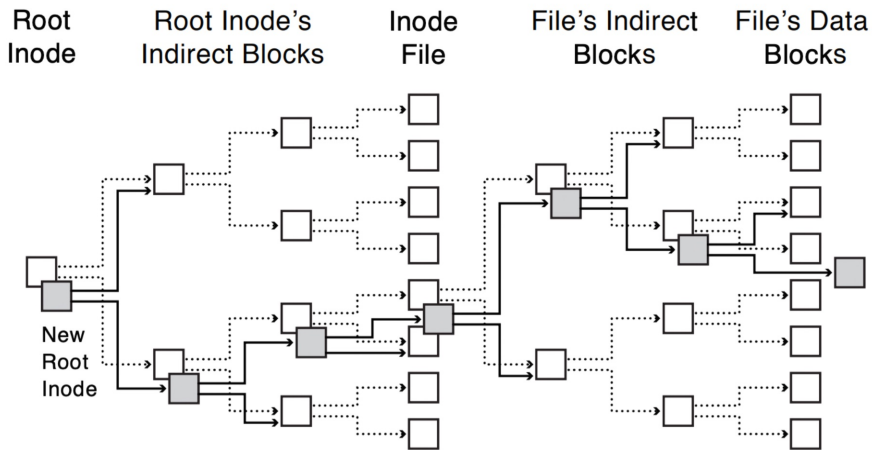 Root
Inode
Root Inode's
Indirect Blocks
Inode
File
File's Indirect
Blocks
File's Data
Blocks
New
Root
Inode